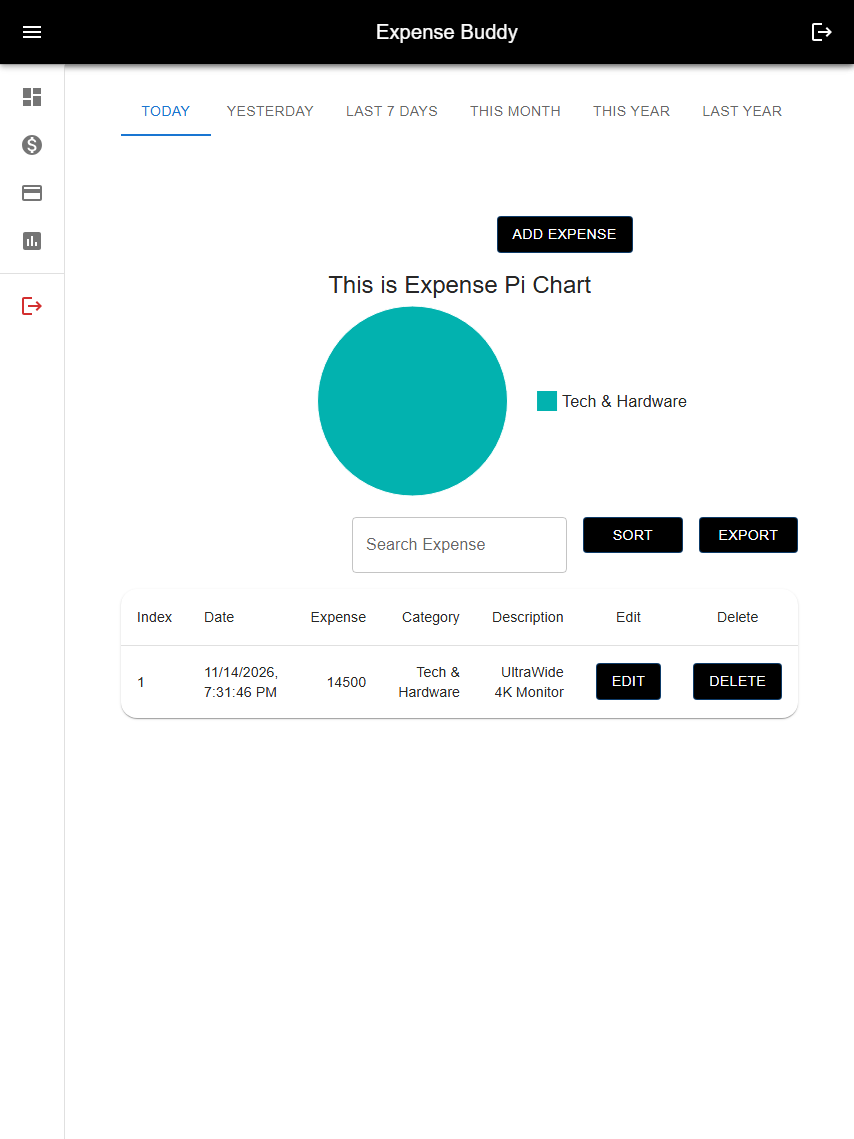 Expense Buddy
TODAY YESTERDAY LAST 7 DAYS THIS MONTH THIS YEAR LAST YEAR
ADD EXPENSE
This is Expense Pi Chart
Tech & Hardware
Search Expense SORT EXPORT
Index Date Expense Category Description Edit Delete
1 11/14/2026, 7:31:46 PM 14500 Tech & Hardware UltraWide 4K Monitor EDIT DELETE